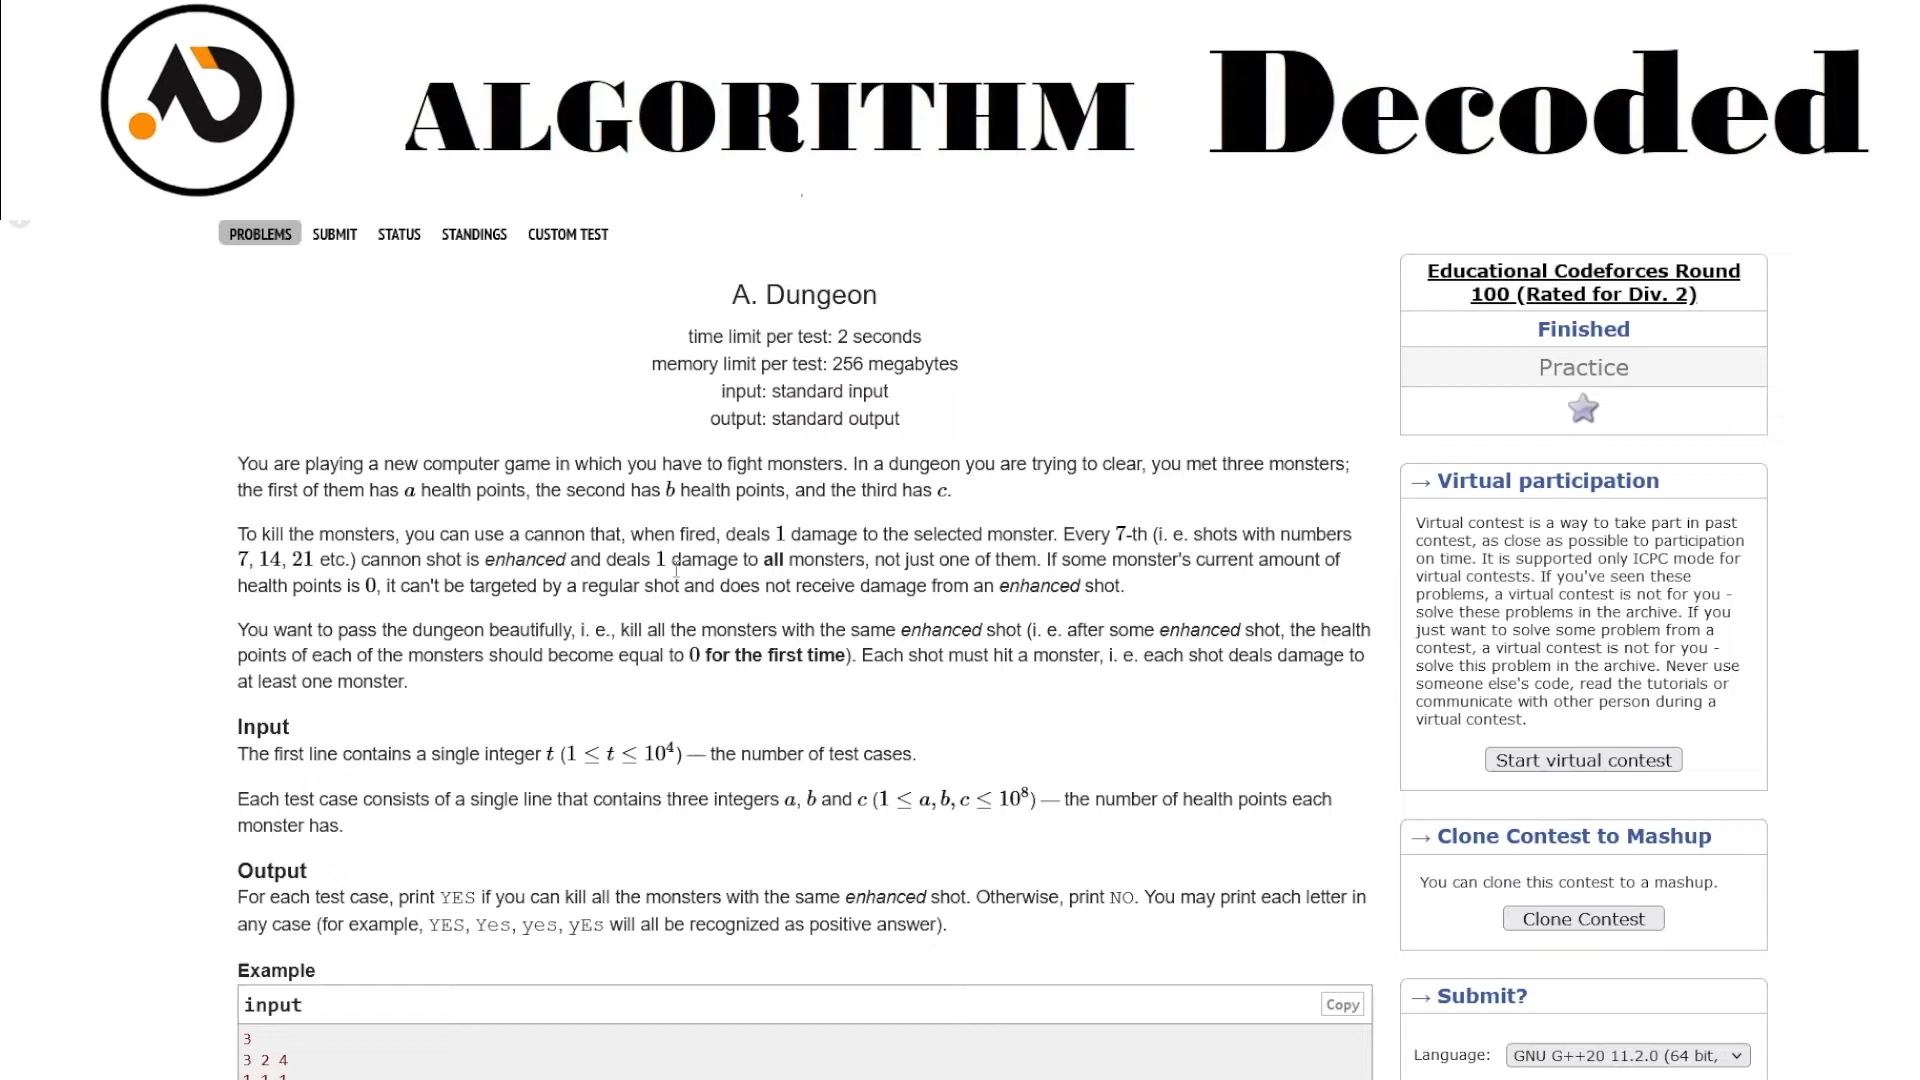 ALGORITHM Decoded
PROBLEMS SUBMIT STATUS STANDINGS CUSTOM TEST
A. Dungeon
time limit per test: 2 seconds
memory limit per test: 256 megabytes
input: standard input
output: standard output
You are playing a new computer game in which you have to fight monsters. In a dungeon you are trying to clear, you met three monsters;
the first of them has a health points, the second has b health points, and the third has c.
To kill the monsters, you can use a cannon that, when fired, deals 1 damage to the selected monster. Every 7-th (i. e. shots with numbers
7, 14, 21 etc.) cannon shot is enhanced and deals 1 damage to all monsters, not just one of them. If some monster's current amount of
health points is 0, it can't be targeted by a regular shot and does not receive damage from an enhanced shot.
You want to pass the dungeon beautifully, i. e., kill all the monsters with the same enhanced shot (i. e. after some enhanced shot, the health
points of each of the monsters should become equal to 0 for the first time). Each shot must hit a monster, i. e. each shot deals damage to
at least one monster.
Input
The first line contains a single integer t (1 ≤ t ≤ 10⁴) — the number of test cases.
Each test case consists of a single line that contains three integers a, b and c (1 ≤ a, b, c ≤ 10⁸) — the number of health points each
monster has.
Output
For each test case, print YES if you can kill all the monsters with the same enhanced shot. Otherwise, print NO. You may print each letter in
any case (for example, YES, Yes, yes, yEs will all be recognized as positive answer).
Example
input
Copy
3
3 2 4
1 1 1
Educational Codeforces Round
100 (Rated for Div. 2)
Finished
Practice
→ Virtual participation
Virtual contest is a way to take part in past
contest, as close as possible to participation
on time. It is supported only ICPC mode for
virtual contests. If you've seen these
problems, a virtual contest is not for you -
solve these problems in the archive. If you
just want to solve some problem from a
contest, a virtual contest is not for you -
solve this problem in the archive. Never use
someone else's code, read the tutorials or
communicate with other person during a
virtual contest.
Start virtual contest
→ Clone Contest to Mashup
You can clone this contest to a mashup.
Clone Contest
→ Submit?
Language: GNU G++20 11.2.0 (64 bit,